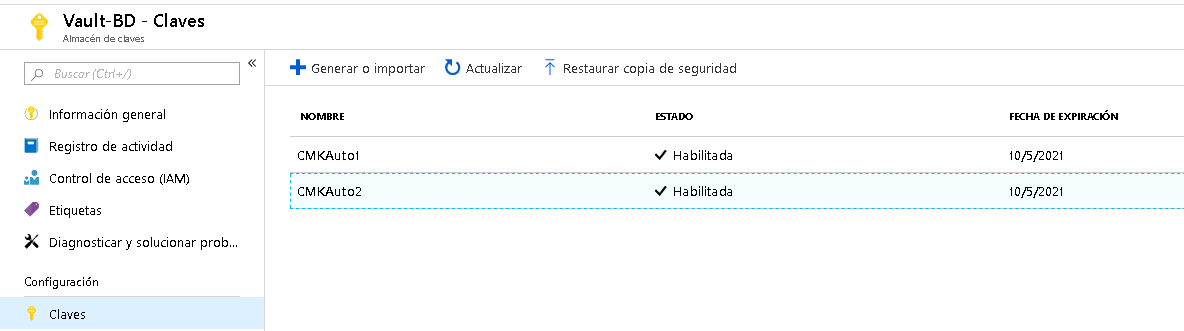 Vault-BD - Claves
Almacén de claves
Buscar (Ctrl+/)
«
Generar o importar
Actualizar
Restaurar copia de seguridad
Información general
Registro de actividad
Control de acceso (IAM)
Etiquetas
Diagnosticar y solucionar prob...
Configuración
Claves
NOMBRE ESTADO FECHA DE EXPIRACIÓN
CMKAuto1 Habilitada 10/5/2021
CMKAuto2 Habilitada 10/5/2021